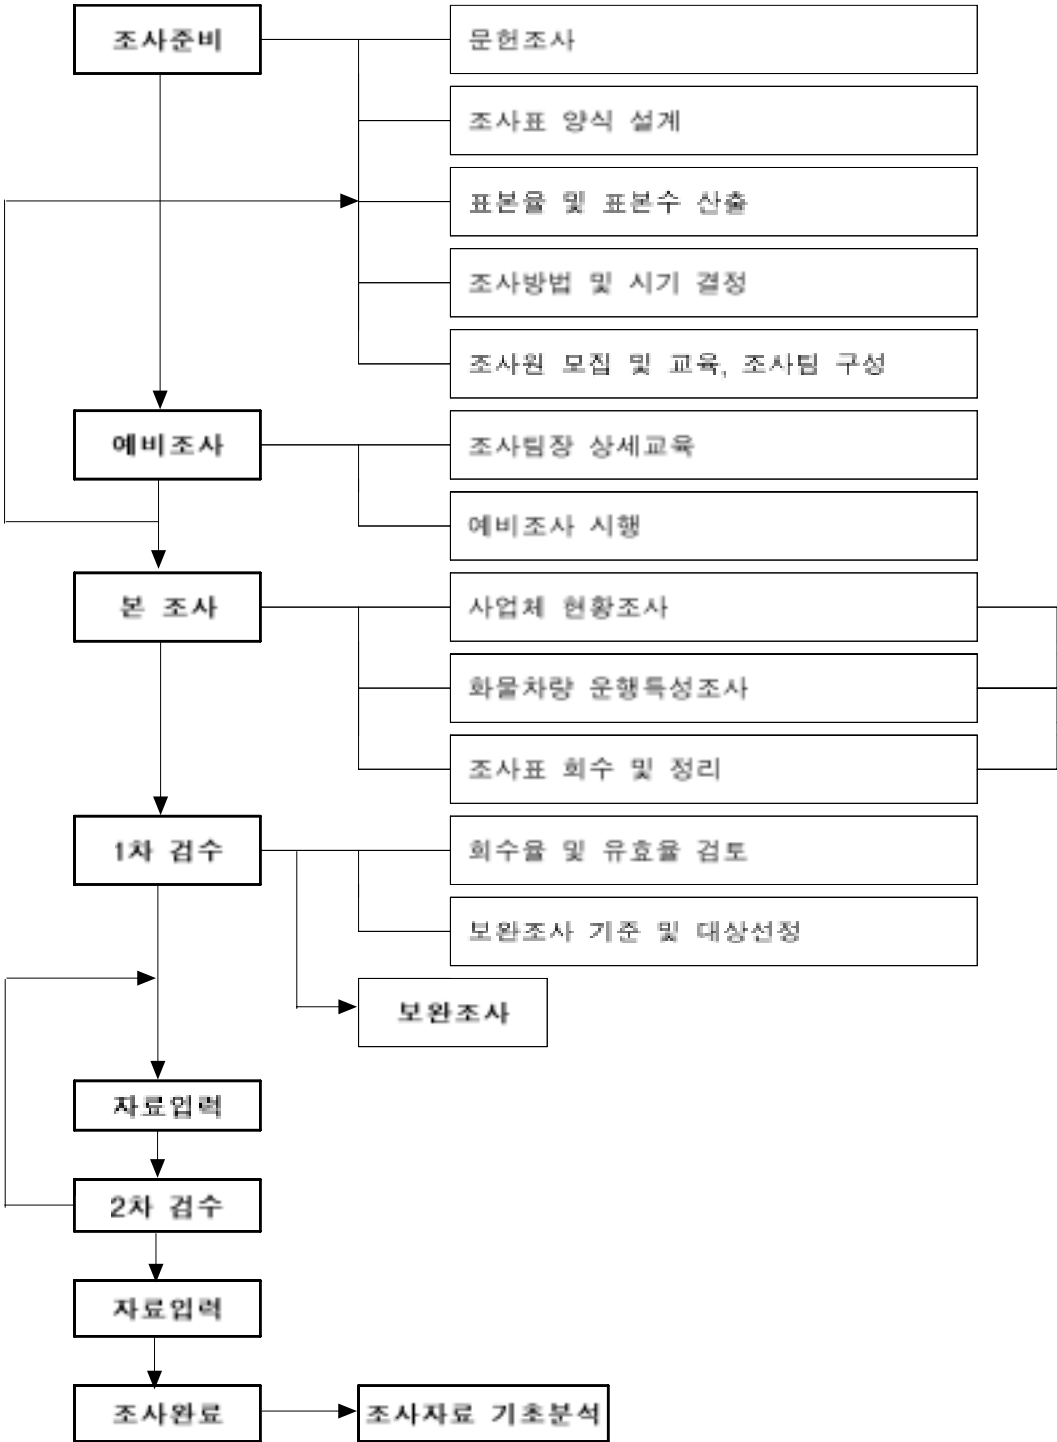 조사준비
문헌조사
조사표 양식 설계
표본율 및 표본수 산출
조사방법 및 시기 결정
조사원 모집 및 교육, 조사팀 구성
예비조사
조사팀장 상세교육
예비조사 시행
본 조사
사업체 현황조사
화물차량 운행특성조사
조사표 회수 및 정리
1차 검수
회수율 및 유효율 검토
보완조사 기준 및 대상선정
보완조사
자료입력
2차 검수
자료입력
조사완료
조사자료 기초분석